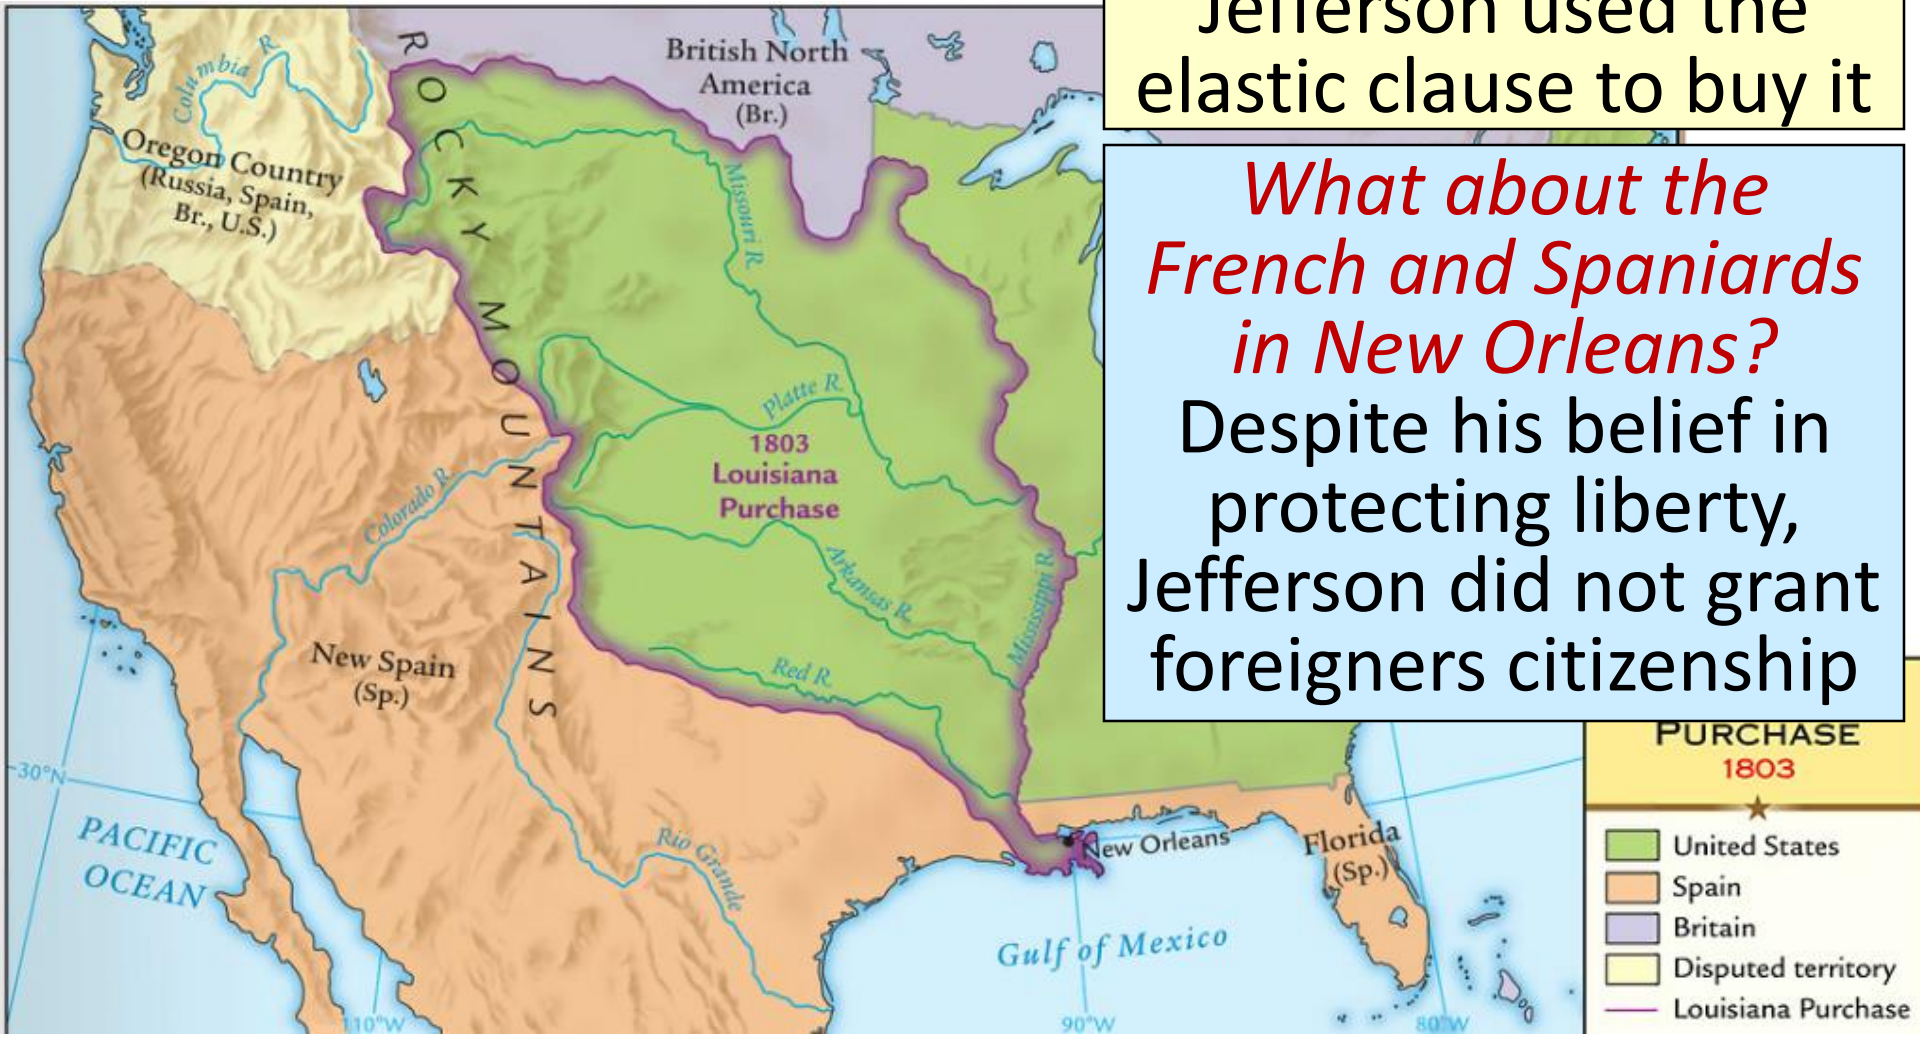 Jefferson used the
elastic clause to buy it
What about the
French and Spaniards
in New Orleans?
Despite his belief in
protecting liberty,
Jefferson did not grant
foreigners citizenship
British North
America
(Br.)
Columbia R.
Oregon Country
(Russia, Spain,
Br., U.S.)
ROCKY MOUNTAINS
Missouri R.
Platte R.
1803
Louisiana
Purchase
Colorado R.
Arkansas R.
Mississippi R.
Red R.
New Spain
(Sp.)
30°N
PACIFIC
OCEAN
Rio Grande
New Orleans
Florida
(Sp.)
Gulf of Mexico
110°W
90°W
80°W
PURCHASE
1803
United States
Spain
Britain
Disputed territory
Louisiana Purchase